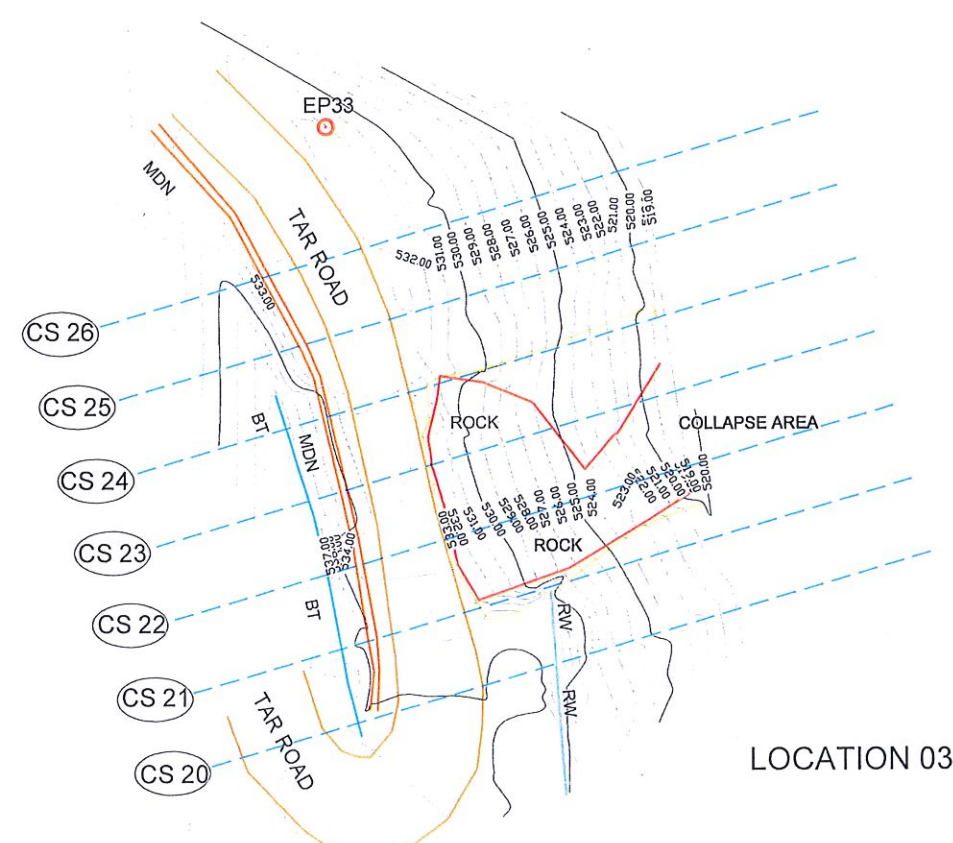 EP33
MDN
TAR ROAD
533.00
532.00
531.00
530.00
529.00
528.00
527.00
526.00
525.00
524.00
523.00
522.00
521.00
520.00
519.00
CS 26
CS 25
CS 24
CS 23
CS 22
CS 21
CS 20
BT
MDN
ROCK
COLLAPSE AREA
533.00
532.00
531.00
530.00
529.00
528.00
527.00
526.00
525.00
524.00
523.00
522.00
521.00
520.00
519.00
520.00
ROCK
534.00
537.00
BT
RW
RW
TAR ROAD
LOCATION 03